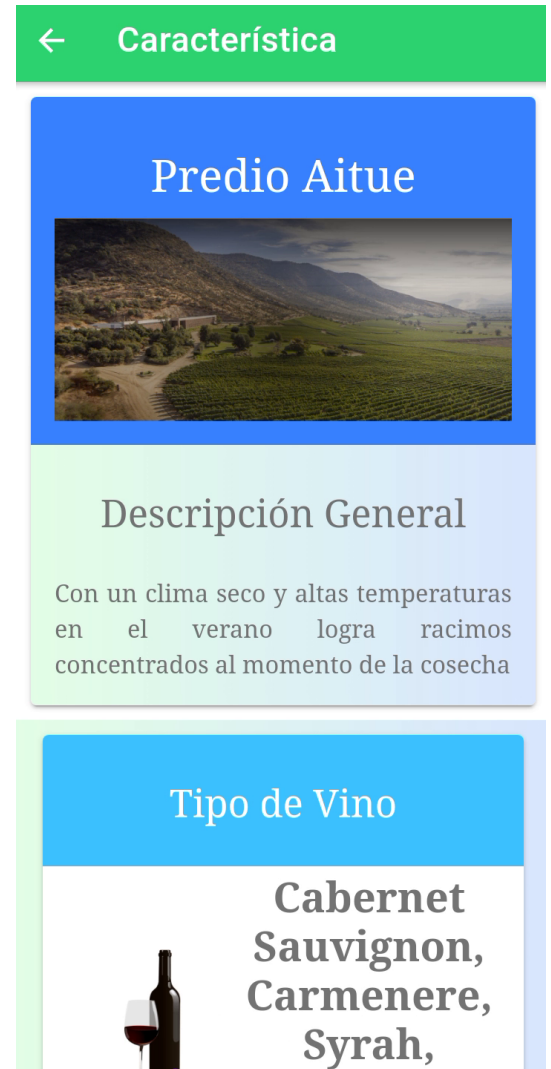 Característica
Predio Aitue
Descripción General
Con un clima seco y altas temperaturas
en el verano logra racimos
concentrados al momento de la cosecha
Tipo de Vino
Cabernet
Sauvignon,
Carmenere,
Syrah,